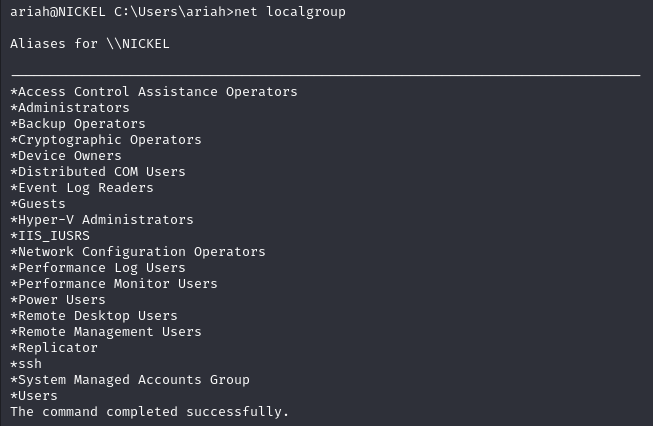 ariah@NICKEL C:\Users\ariah>net localgroup
Aliases for \\NICKEL
-------------------------------------------------------------------------------
*Access Control Assistance Operators
*Administrators
*Backup Operators
*Cryptographic Operators
*Device Owners
*Distributed COM Users
*Event Log Readers
*Guests
*Hyper-V Administrators
*IIS_IUSRS
*Network Configuration Operators
*Performance Log Users
*Performance Monitor Users
*Power Users
*Remote Desktop Users
*Remote Management Users
*Replicator
*ssh
*System Managed Accounts Group
*Users
The command completed successfully.